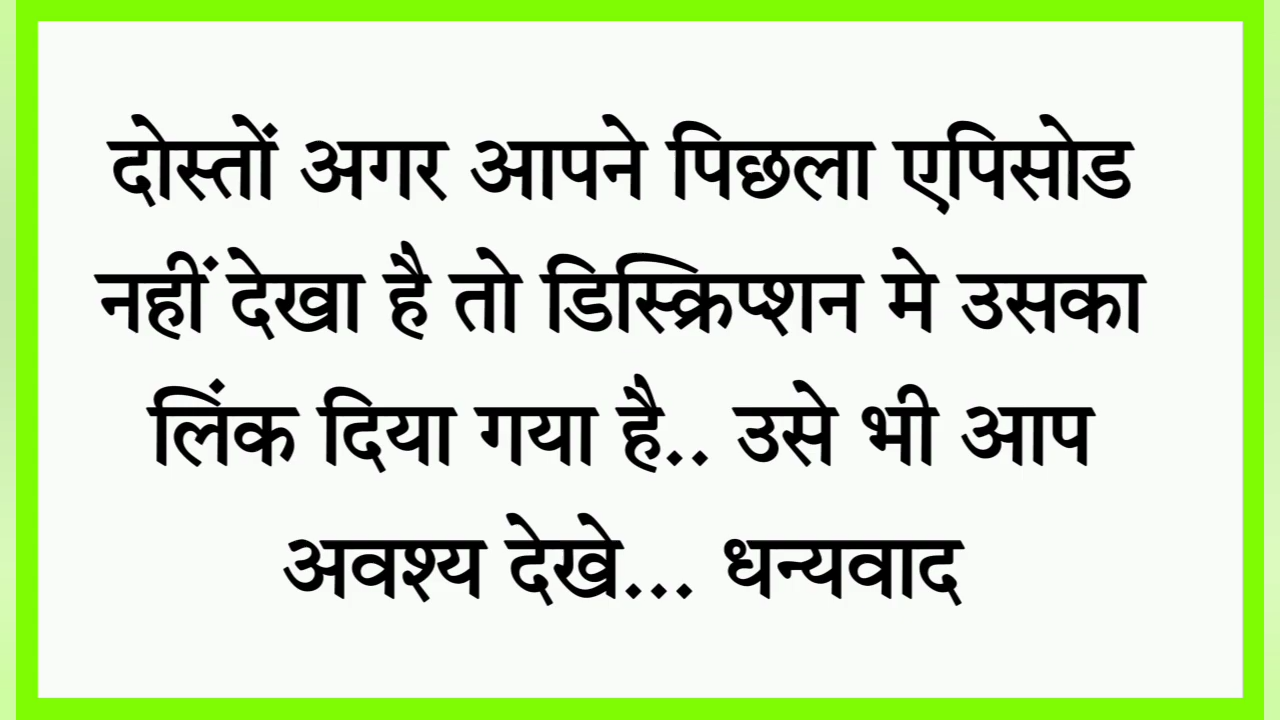 दोस्तों अगर आपने पिछला एपिसोड
नहीं देखा है तो डिस्क्रिप्शन मे उसका
लिंक दिया गया है.. उसे भी आप
अवश्य देखे... धन्यवाद